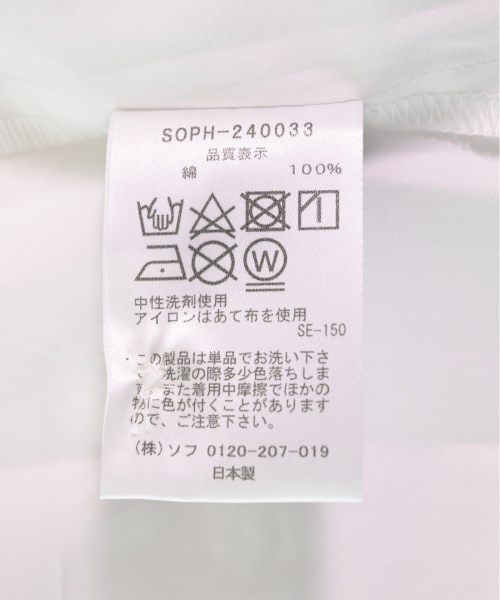 SOPH-240033
品質表示
綿 100%
W
中性洗剤使用
アイロンはあて布を使用
SE-150
・この製品は単品でお洗い下さ
洗濯の際多少色落ちしま
また着用中摩擦でほかの
物に色が付くことがあります
ので、ご注意下さい。
(株)ソフ 0120-207-019
日本製